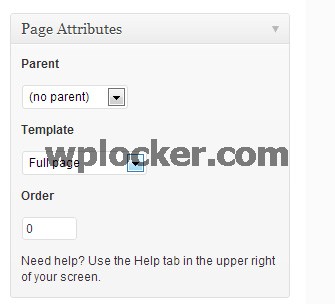 Page Attributes
Parent
(no parent)
Template
Full page
wplocker.com
Order
0
Need help? Use the Help tab in the upper right
of your screen.